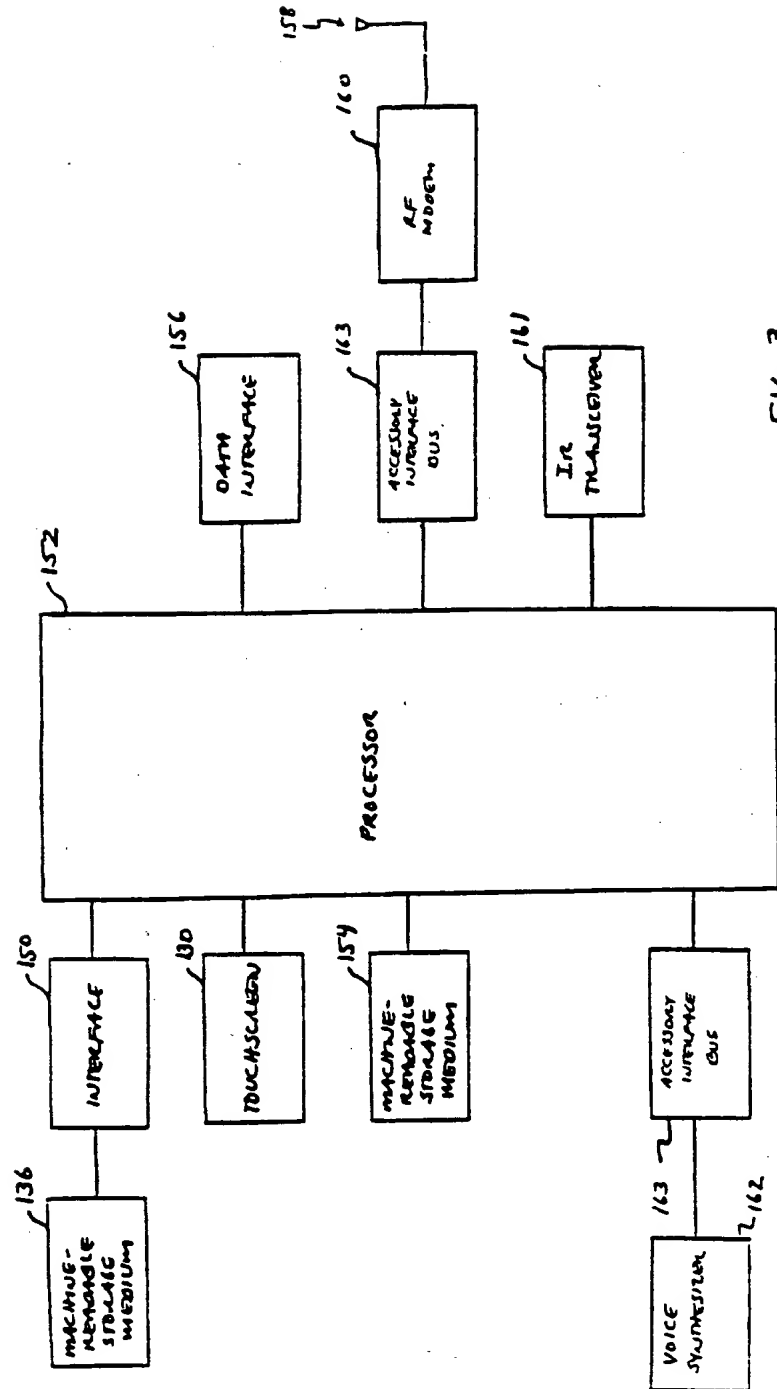 136
MACHINE-
READABLE
STORAGE
MEDIUM
150
INTERFACE
130
TOUCHSCREEN
154
MACHINE-
READABLE
STORAGE
MEDIUM
163
ACCESSORY
INTERFACE
BUS
162
VOICE
SYNTHESIZER
152
PROCESSOR
156
DATA
INTERFACE
163
ACCESSORY
INTERFACE
BUS.
160
RF
MODEM
158
161
IR
TRANSCEIVER